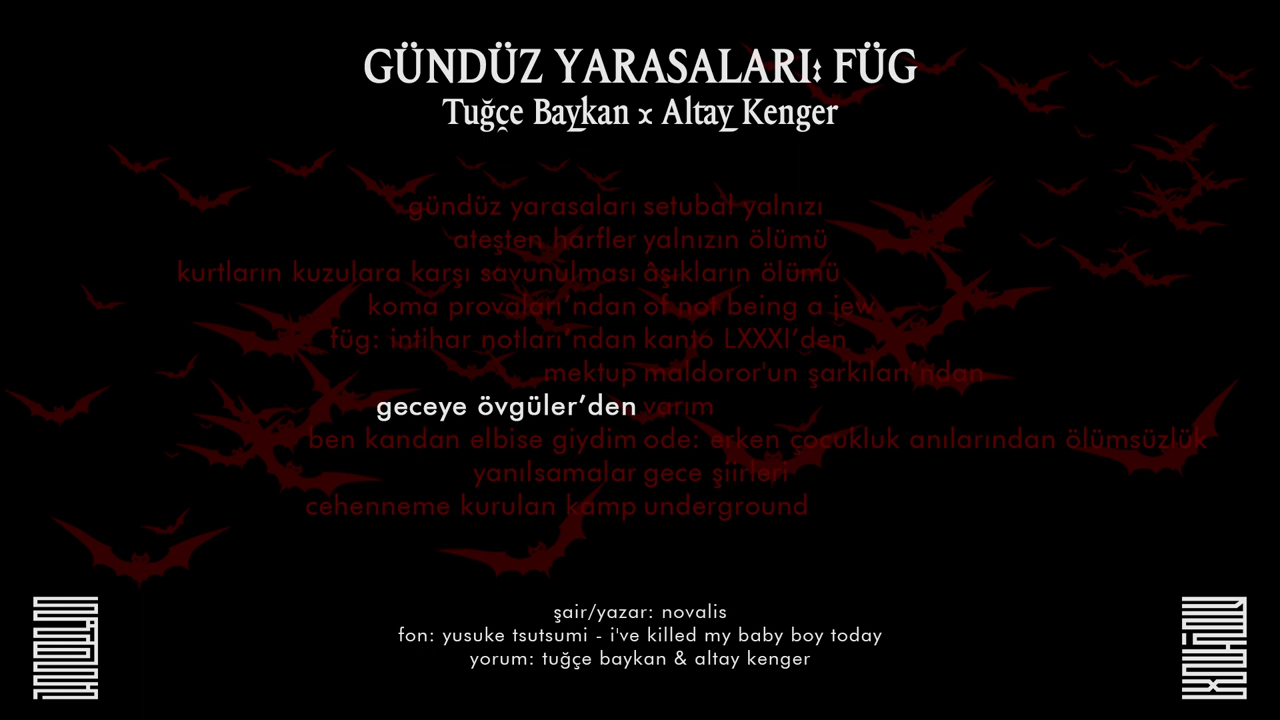 GÜNDÜZ YARASALARI: FÜG
Tuğçe Baykan x Altay Kenger
gündüz yarasaları setubal yalnızı
ateşten harfler yalnızın ölümü
kurtların kuzulara karşı savunulması âşıkların ölümü
koma provaları'ndan of not being a jew
füg: intihar notları'ndan kanto LXXXI'den
mektup maldoror'un şarkıları'ndan
geceye övgüler'den varım
ben kandan elbise giydim ode: erken çocukluk anılarından ölümsüzlük
yanılsamalar gece şiirleri
cehenneme kurulan kamp underground
şair/yazar: novalis
fon: yusuke tsutsumi - i've killed my baby boy today
yorum: tuğçe baykan & altay kenger